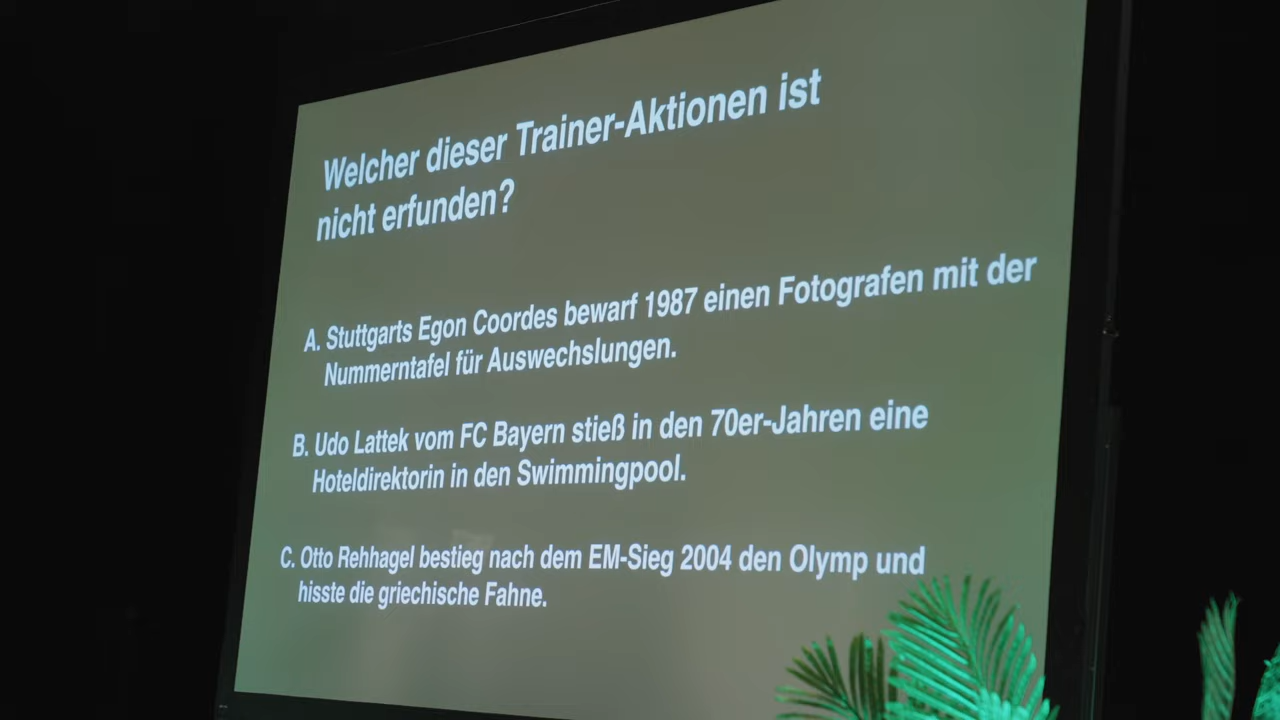 Welcher dieser Trainer-Aktionen ist
nicht erfunden?
A. Stuttgarts Egon Coordes bewarf 1987 einen Fotografen mit der
Nummerntafel für Auswechslungen.
B. Udo Lattek vom FC Bayern stieß in den 70er-Jahren eine
Hoteldirektorin in den Swimmingpool.
C. Otto Rehhagel bestieg nach dem EM-Sieg 2004 den Olymp und
hisste die griechische Fahne.